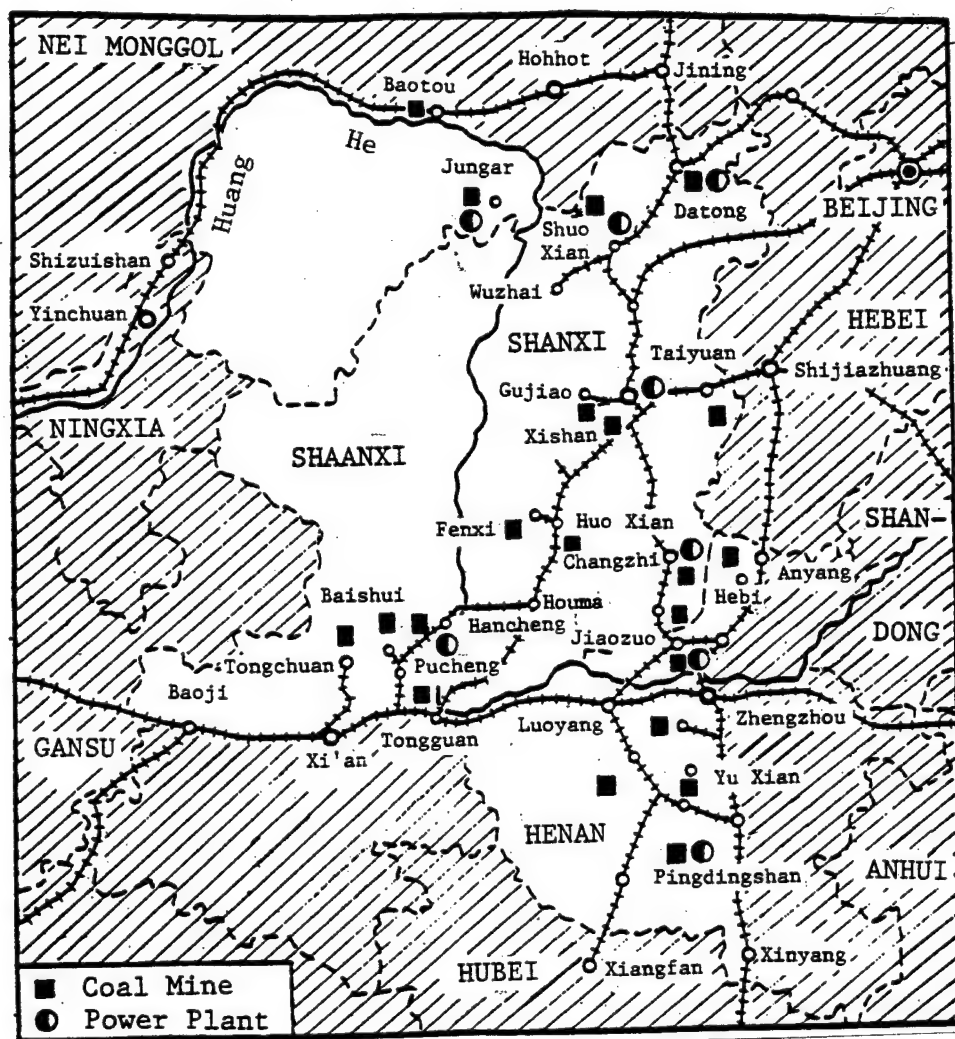 NEI MONGGOL
Hohhot
Jining
Baotou
He
Huang
Jungar
Datong
BEIJING
Shuo
Xian
Shizuishan
Wuzhai
Yinchuan
HEBEI
SHANXI
Taiyuan
Shijiazhuang
Gujiao
Xishan
NINGXIA
SHAANXI
SHAN-
Fenxi
Huo Xian
Changzhi
Anyang
Hebi
Baishui
Houma
Hancheng
Jiaozuo
DONG
Tongchuan
Pucheng
Baoji
Luoyang
Zhengzhou
GANSU
Tongguan
Xi'an
Yu Xian
HENAN
Pingdingshan
ANHUI
HUBEI
Xiangfan
Xinyang
Coal Mine
Power Plant